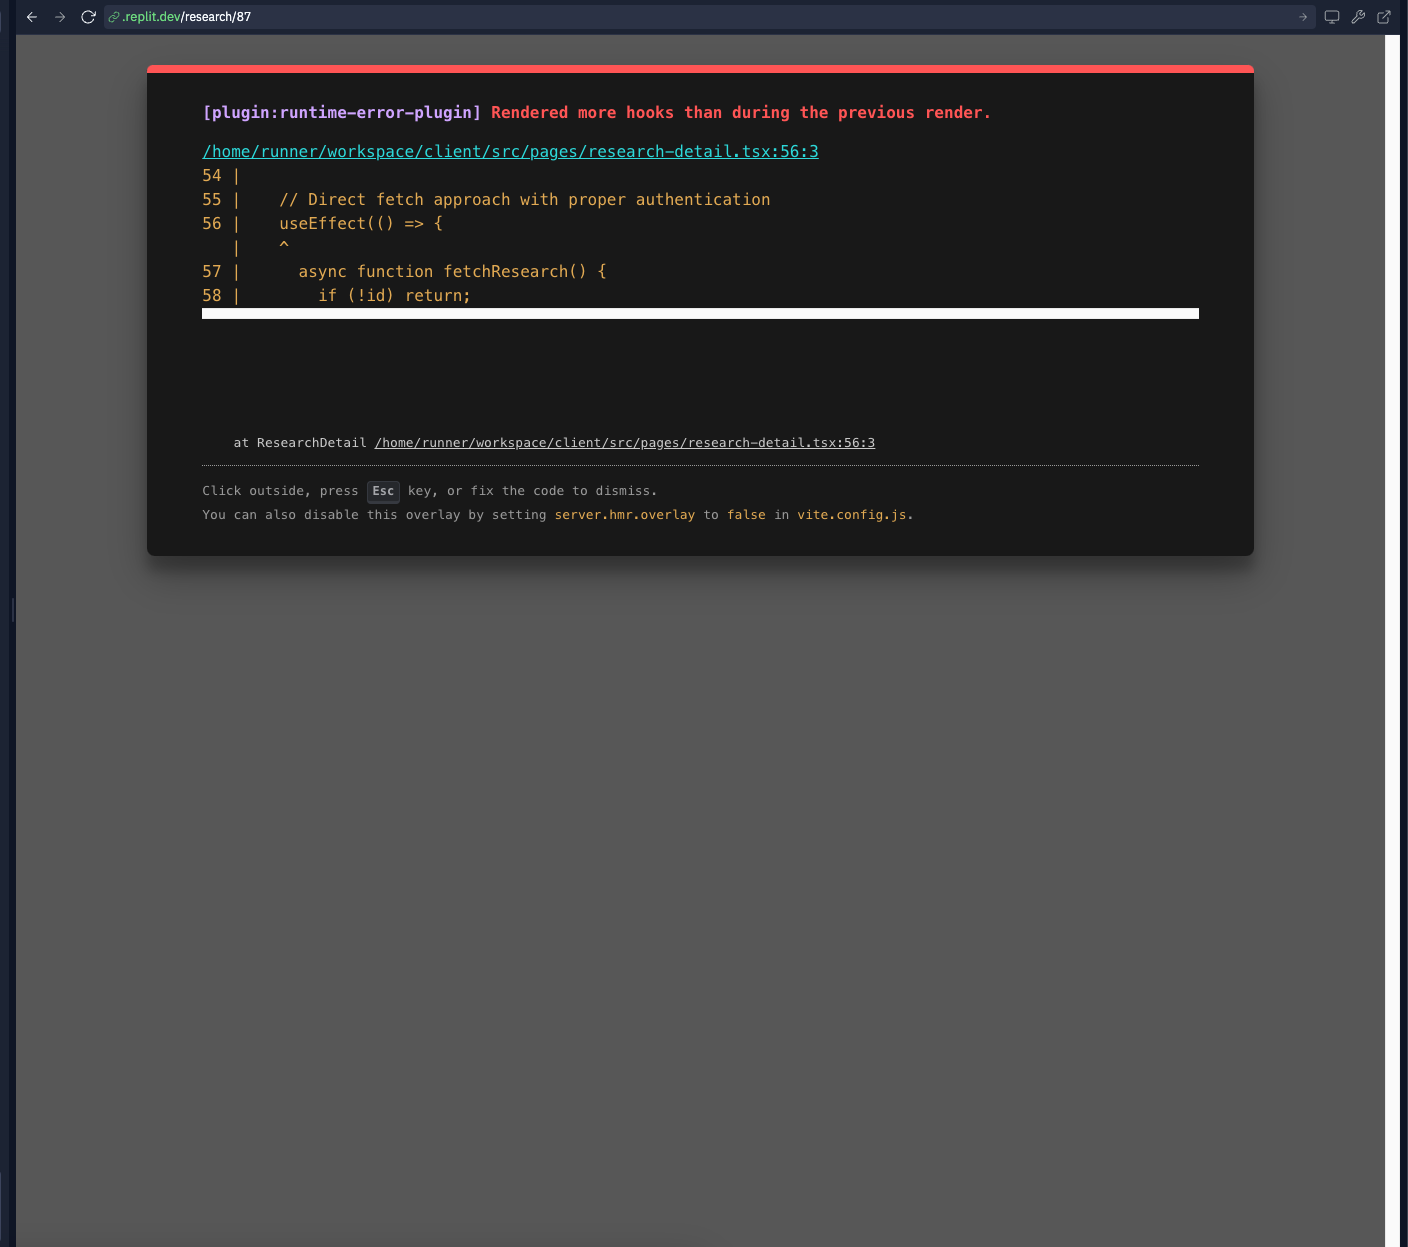 .replit.dev/research/87
[plugin:runtime-error-plugin] Rendered more hooks than during the previous render.
/home/runner/workspace/client/src/pages/research-detail.tsx:56:3
54 |
55 |    // Direct fetch approach with proper authentication
56 |    useEffect(() => {
   |    ^
57 |      async function fetchResearch() {
58 |        if (!id) return;
at ResearchDetail /home/runner/workspace/client/src/pages/research-detail.tsx:56:3
Click outside, press Esc key, or fix the code to dismiss.
You can also disable this overlay by setting server.hmr.overlay to false in vite.config.js.